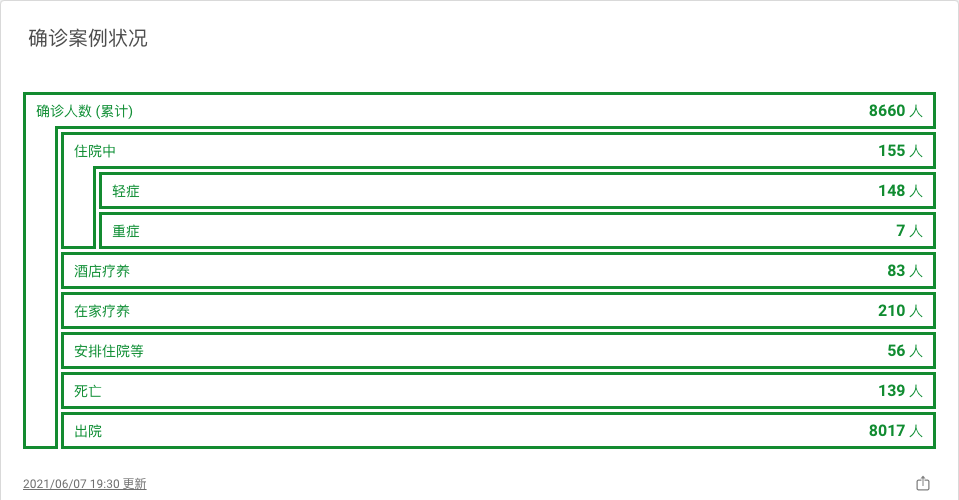 确诊案例状况
确诊人数 (累计) 8660 人
住院中 155 人
轻症 148 人
重症 7 人
酒店疗养 83 人
在家疗养 210 人
安排住院等 56 人
死亡 139 人
出院 8017 人
2021/06/07 19:30 更新